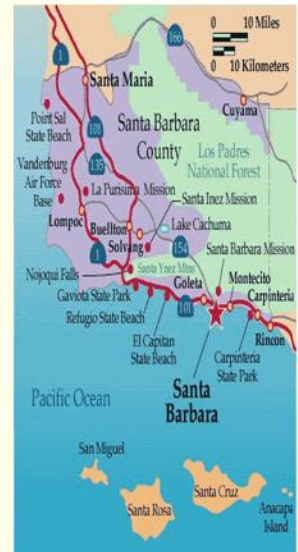 0 10 Miles
0 10 Kilometers
1
166
Santa Maria
Cuyama
Point Sal
State Beach
101
Santa Barbara
County
Los Padres
National Forest
Vandenburg
Air Force
Base
135
La Purisima Mission
Santa Inez Mission
Lompoc
Buellton
Solvang
Lake Cachuma
154
Santa Barbara Mission
1
Santa Ynez Mtns
Nojoqui Falls
Gaviota State Park
Goleta
Montecito
Carpinteria
Refugio State Beach
101
El Capitan
State Beach
Rincon
Carpinteria
State Park
Santa
Barbara
Pacific Ocean
San Miguel
Santa Rosa
Santa Cruz
Anacapa
Island